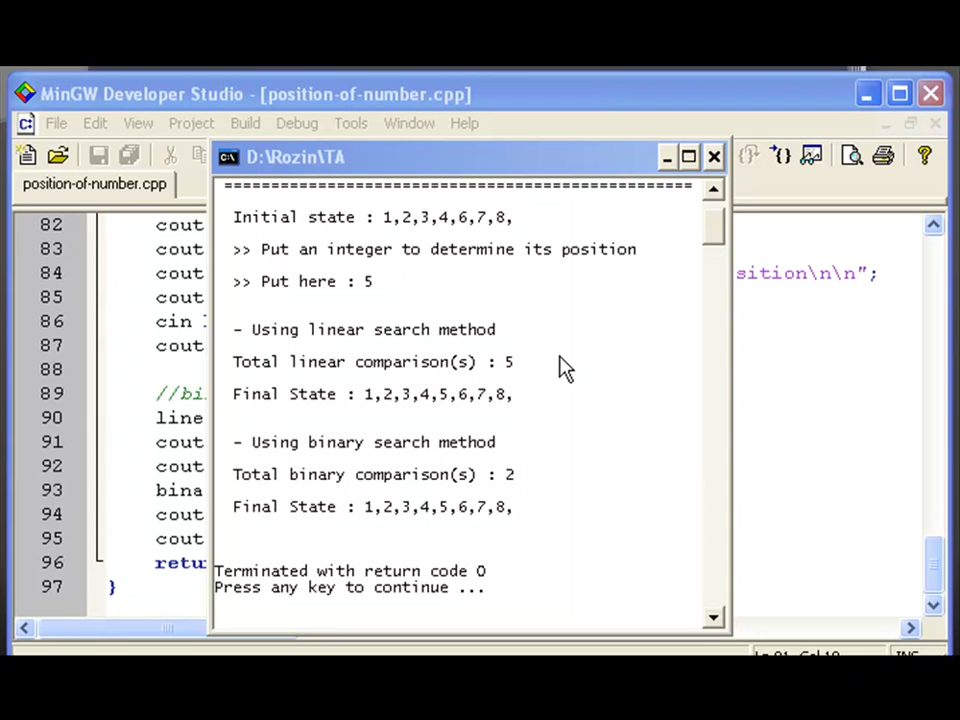 MinGW Developer Studio - [position-of-number.cpp]
File Edit View Project Build Debug Tools Window Help
D:\Rozin\TA
position-of-number.cpp
==================================================
82 cout
Initial state : 1,2,3,4,6,7,8,
83 cout
>> Put an integer to determine its position
84 cout
sition\n\n";
85 cout
>> Put here : 5
86 cin
87 cout
- Using linear search method
88
Total linear comparison(s) : 5
89 //bi
Final State : 1,2,3,4,5,6,7,8,
90 line
91 cout
- Using binary search method
92 cout
Total binary comparison(s) : 2
93 bina
Final State : 1,2,3,4,5,6,7,8,
94 cout
95 cout
96 retu
Terminated with return code 0
97 }
Press any key to continue ...